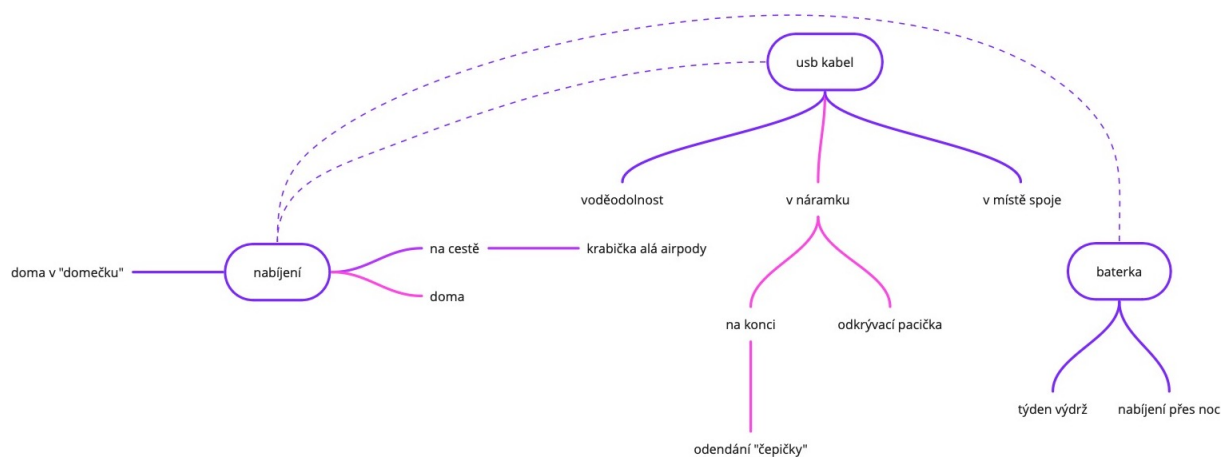 usb kabel
voděodolnost
v náramku
v místě spoje
na cestě
krabička alá airpody
doma v "domečku"
nabíjení
baterka
doma
na konci
odkrývací pacička
týden výdrž
nabíjení přes noc
odendání "čepičky"